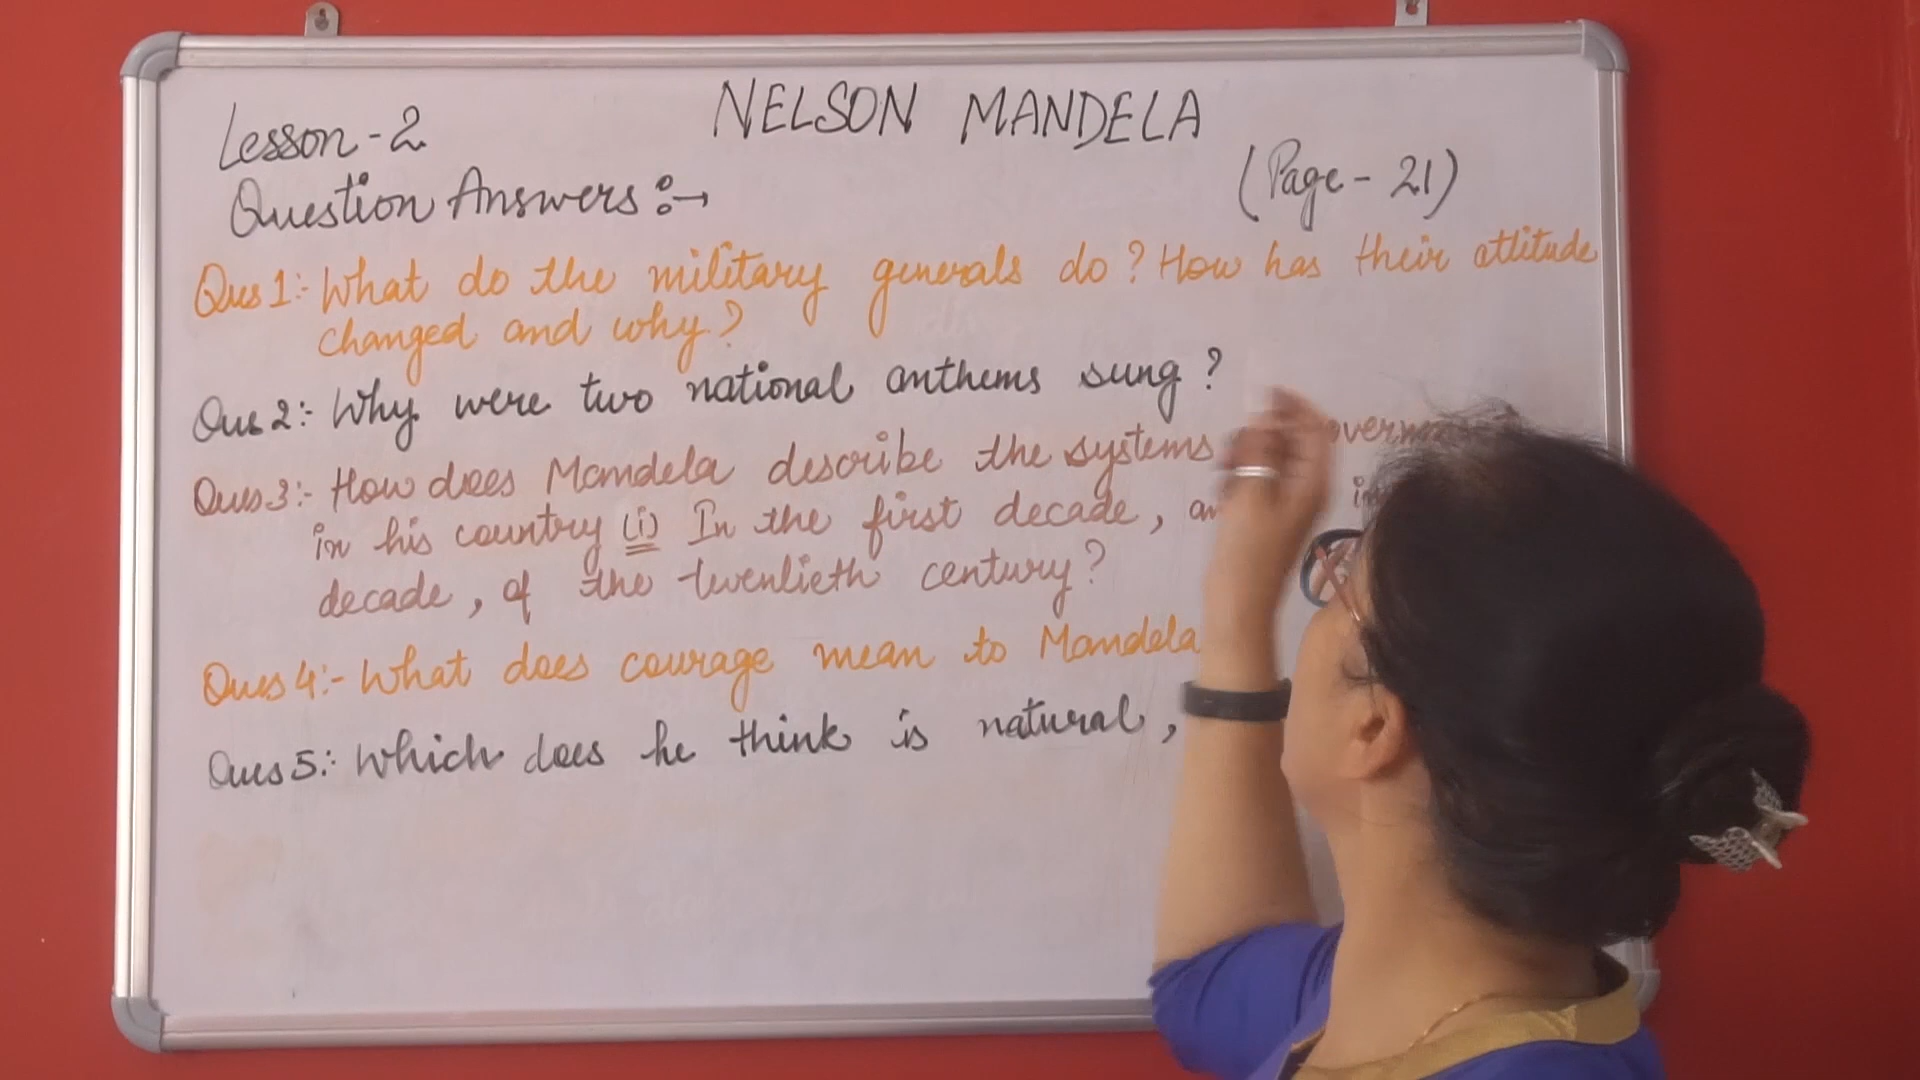 NELSON MANDELA
Lesson-2
(Page - 21)
Question Answers :→
Ques 1:- What do the military generals do? How has their attitude
changed and why?
Ques 2:- Why were two national anthems sung?
Ques 3:- How does Mandela describe the systems
in his country (i) In the first decade,
decade, of the twentieth century?
Ques 4:- What does courage mean to Mandela
Ques 5:- Which does he think is natural,